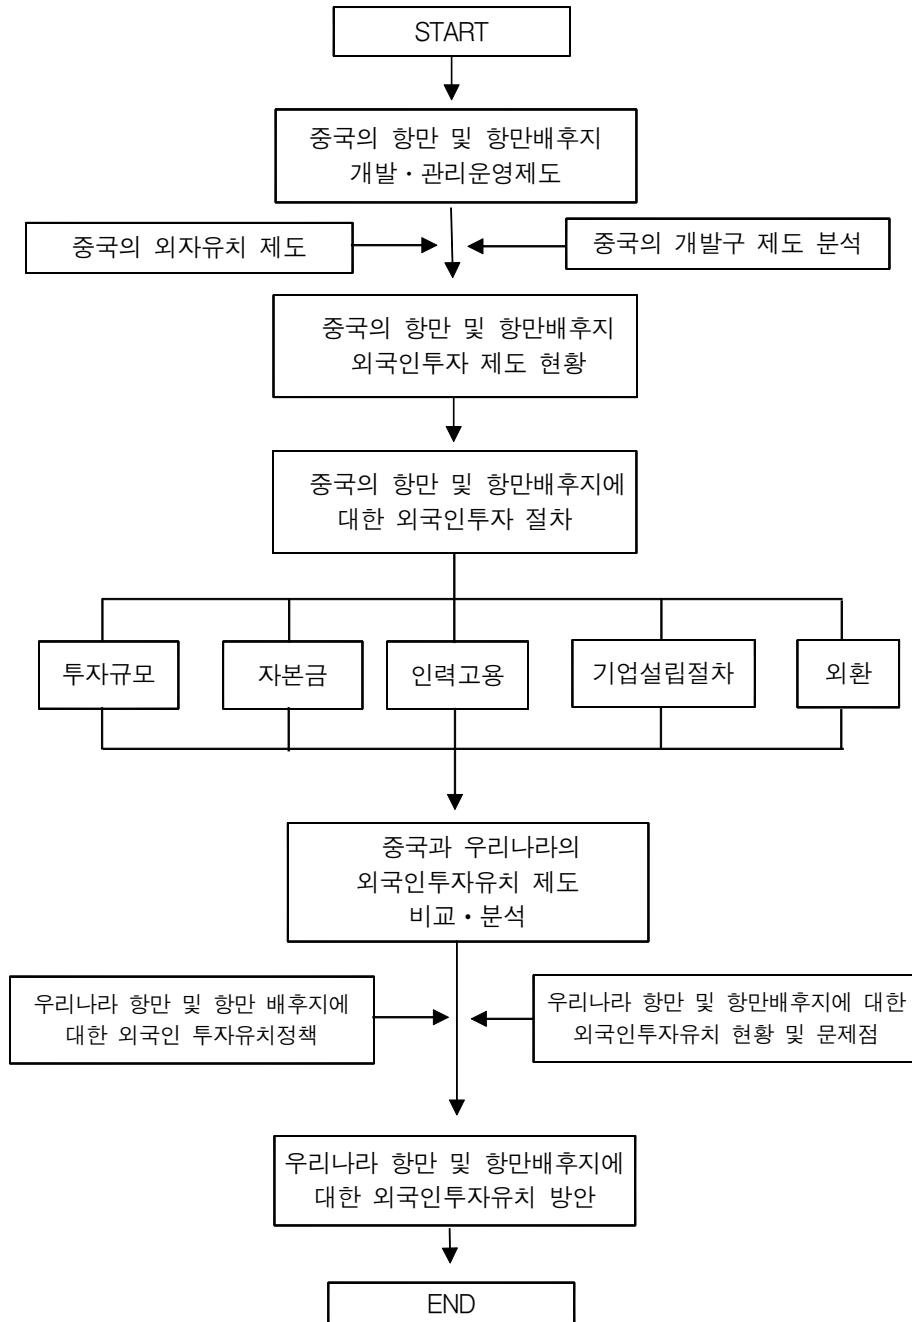 START
중국의 항만 및 항만배후지
개발・관리운영제도
중국의 외자유치 제도
중국의 개발구 제도 분석
중국의 항만 및 항만배후지
외국인투자 제도 현황
중국의 항만 및 항만배후지에
대한 외국인투자 절차
투자규모
자본금
인력고용
기업설립절차
외환
중국과 우리나라의
외국인투자유치 제도
비교・분석
우리나라 항만 및 항만 배후지에
대한 외국인 투자유치정책
우리나라 항만 및 항만배후지에 대한
외국인투자유치 현황 및 문제점
우리나라 항만 및 항만배후지에
대한 외국인투자유치 방안
END